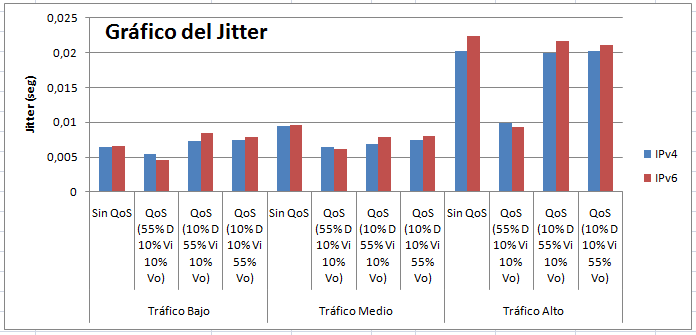 Gráfico del Jitter
Jitter (seg)
0,025
0,02
0,015
0,01
0,005
0
Sin QoS
QoS
(55% D
10% Vi
10%
Vo)
QoS
(10% D
55% Vi
10%
Vo)
QoS
(10% D
10% Vi
55%
Vo)
Sin QoS
QoS
(55% D
10% Vi
10%
Vo)
QoS
(10% D
55% Vi
10%
Vo)
QoS
(10% D
10% Vi
55%
Vo)
Sin QoS
QoS
(55% D
10% Vi
10%
Vo)
QoS
(10% D
55% Vi
10%
Vo)
QoS
(10% D
10% Vi
55%
Vo)
Tráfico Bajo
Tráfico Medio
Tráfico Alto
IPv4
IPv6